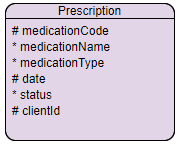 Prescription
# medicationCode
* medicationName
* medicationType
# date
* status
# clientId